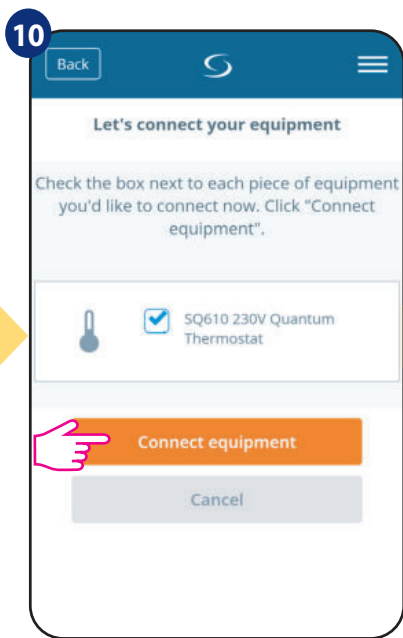 10
Back
Let's connect your equipment
Check the box next to each piece of equipment
you'd like to connect now. Click "Connect
equipment".
SQ610 230V Quantum
Thermostat
Connect equipment
Cancel